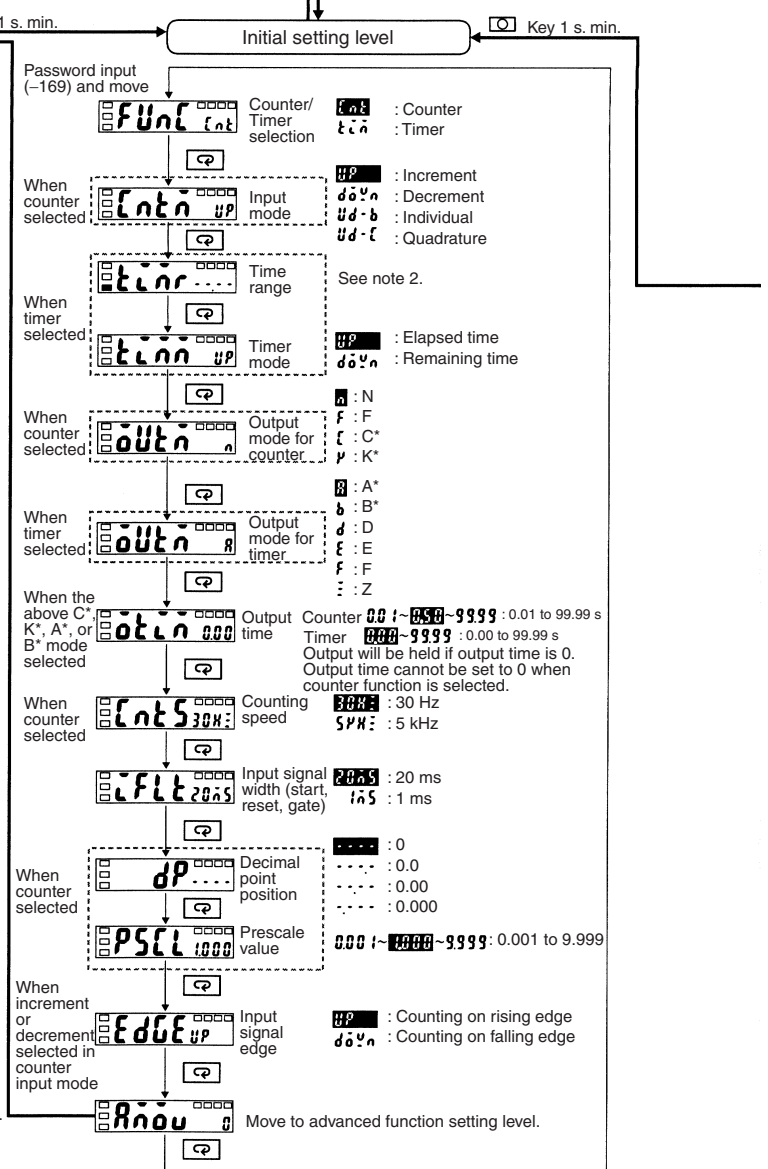 1 s. min.
Initial setting level
Key 1 s. min.
Password input
(−169) and move
FUnC Cnt
Counter/
Timer
selection
Cnt : Counter
tim : Timer
When
counter
selected
Cntm UP
Input
mode
UP : Increment
down : Decrement
Ud-b : Individual
Ud-C : Quadrature
When
timer
selected
timr --.--
Time
range
See note 2.
timm UP
Timer
mode
UP : Elapsed time
down : Remaining time
When
counter
selected
oUtm n
Output
mode for
counter
n : N
F : F
C : C*
K : K*
When
timer
selected
oUtm A
Output
mode for
timer
A : A*
b : B*
d : D
E : E
F : F
Z : Z
When the
above C*,
K*, A*, or
B* mode
selected
otim 0.00
Output
time
Counter 0.01~0.50~99.99 : 0.01 to 99.99 s
Timer 0.00~99.99 : 0.00 to 99.99 s
Output will be held if output time is 0.
Output time cannot be set to 0 when
counter function is selected.
When
counter
selected
CntS 30HZ
Counting
speed
30HZ : 30 Hz
5KHZ : 5 kHz
iFLt 20mS
Input signal
width (start,
reset, gate)
20mS : 20 ms
1mS : 1 ms
When
counter
selected
dP ----
Decimal
point
position
---- : 0
---.- : 0.0
--.-- : 0.00
-.--- : 0.000
PSCL 1.000
Prescale
value
0.001~1.000~9.999: 0.001 to 9.999
When
increment
or
decrement
selected in
counter
input mode
EdGE UP
Input
signal
edge
UP : Counting on rising edge
down : Counting on falling edge
Amov 0
Move to advanced function setting level.